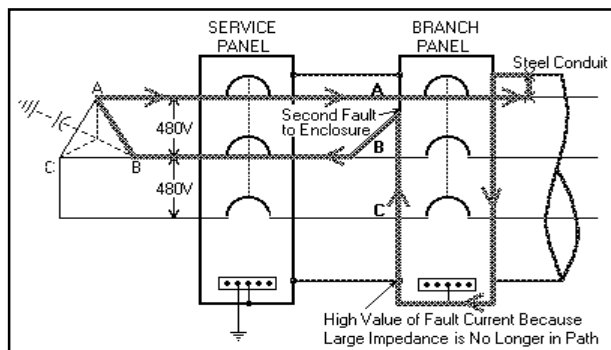 SERVICE
PANEL
BRANCH
PANEL
Steel Conduit
A
A
Second Fault
to Enclosure
480V
B
C
B
480V
C
High Value of Fault Current Because
Large Impedance is No Longer in Path